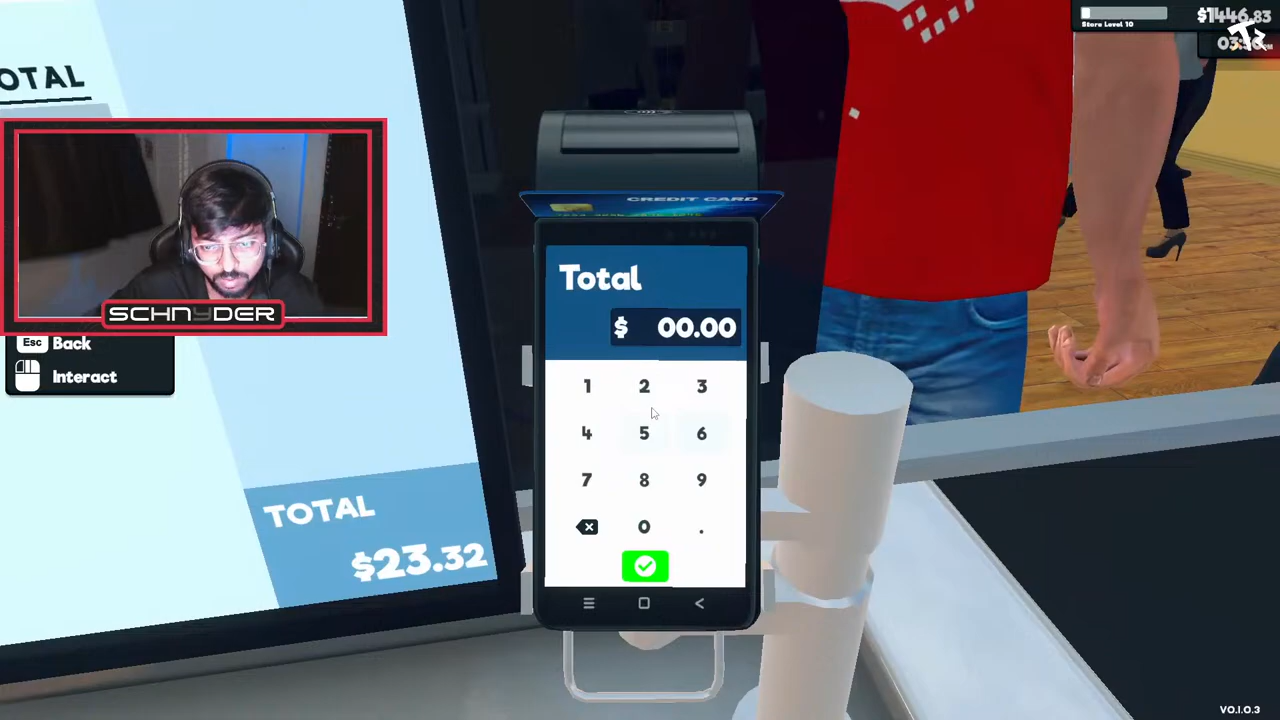 OTAL
SCHNYDER
Esc Back
Interact
TOTAL
$23.32
CREDIT CARD
Total
$ 00.00
1 2 3
4 5 6
7 8 9
0 .
Store Level 10
$1446.83
V0.1.0.3